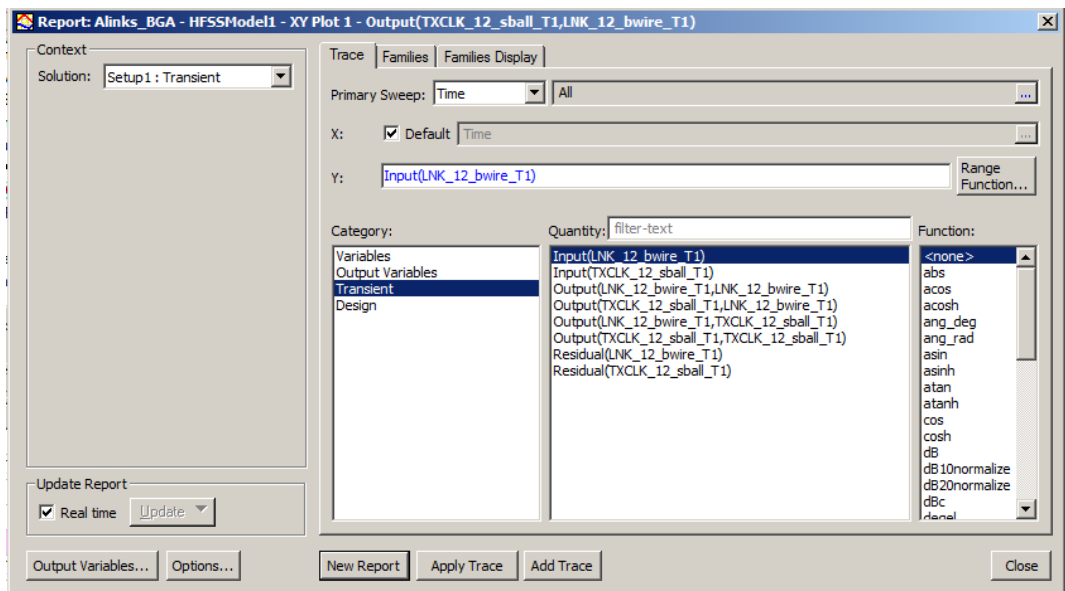 Report: Alinks_BGA - HFSSModel1 - XY Plot 1 - Output(TXCLK_12_sball_T1,LNK_12_bwire_T1)
Context
Solution: Setup1 : Transient
Trace Families Families Display
Primary Sweep: Time All ...
X: Default Time ...
Y: Input(LNK_12_bwire_T1)
Range
Function...
Category:
Variables
Output Variables
Transient
Design
Quantity: filter-text
Input(LNK_12_bwire_T1)
Input(TXCLK_12_sball_T1)
Output(LNK_12_bwire_T1,LNK_12_bwire_T1)
Output(TXCLK_12_sball_T1,LNK_12_bwire_T1)
Output(LNK_12_bwire_T1,TXCLK_12_sball_T1)
Output(TXCLK_12_sball_T1,TXCLK_12_sball_T1)
Residual(LNK_12_bwire_T1)
Residual(TXCLK_12_sball_T1)
Function:
<none>
abs
acos
acosh
ang_deg
ang_rad
asin
asinh
atan
atanh
cos
cosh
dB
dB10normalize
dB20normalize
dBc
Update Report
Real time Update
Output Variables... Options... New Report Apply Trace Add Trace Close